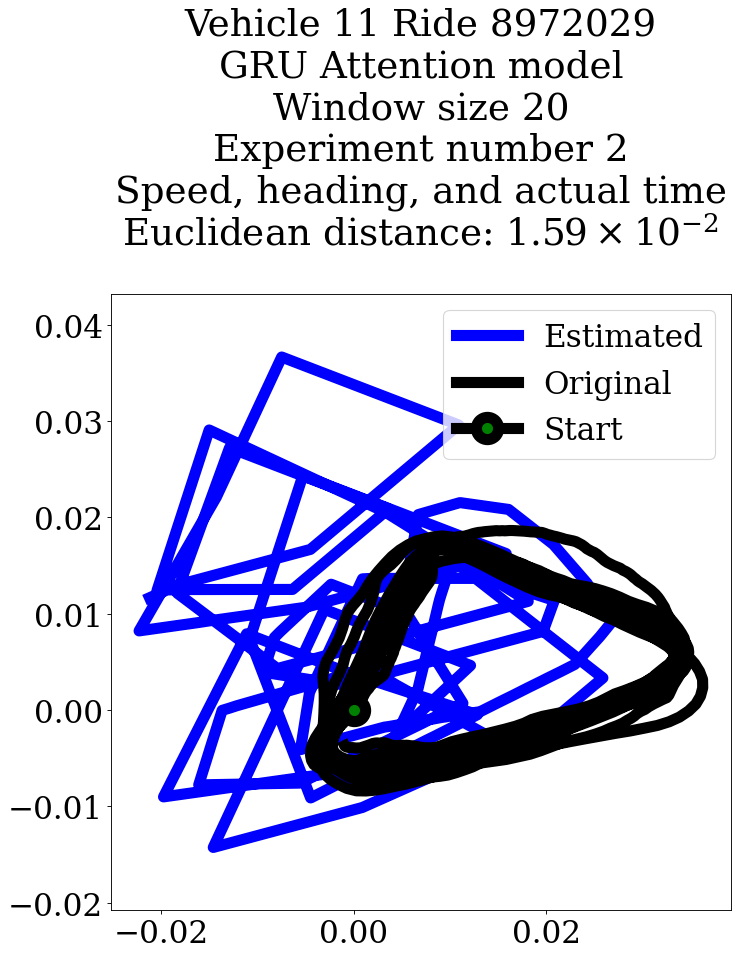 Vehicle 11 Ride 8972029
GRU Attention model
Window size 20
Experiment number 2
Speed, heading, and actual time
Euclidean distance: 1.59 × 10⁻²
Estimated
Original
Start
0.04
0.03
0.02
0.01
0.00
−0.01
−0.02
−0.02
0.00
0.02